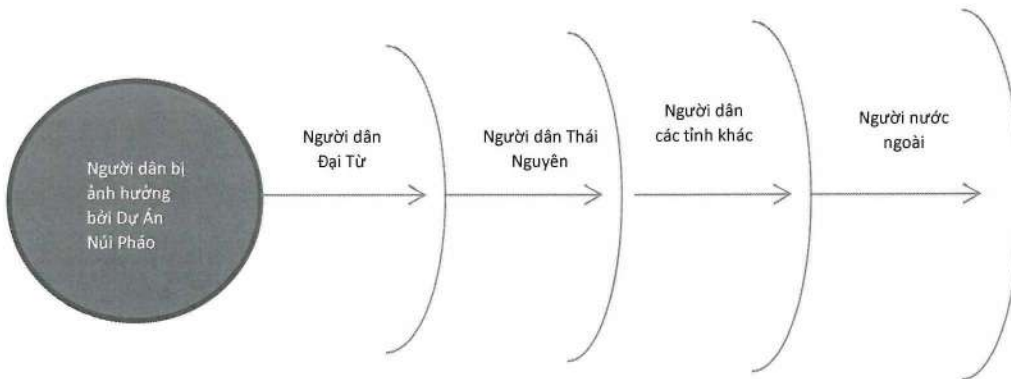 Người dân bị
ảnh hưởng
bởi Dự Án
Núi Pháo
Người dân
Đại Từ
Người dân Thái
Nguyên
Người dân
các tỉnh khác
Người nước
ngoài